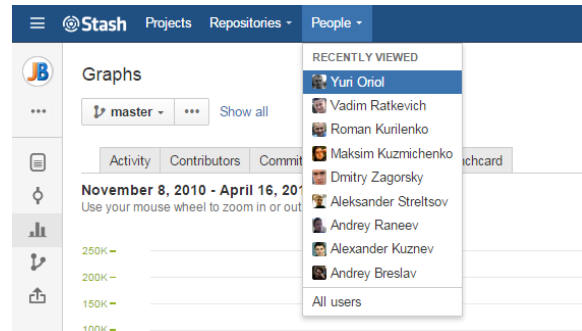 Stash Projects Repositories People
RECENTLY VIEWED
Yuri Oriol
Vadim Ratkevich
Roman Kurilenko
Maksim Kuzmichenko
Dmitry Zagorsky
Aleksander Streltsov
Andrey Raneev
Alexander Kuznev
Andrey Breslav
All users
JB
Graphs
master Show all
Activity Contributors Commit hcard
November 8, 2010 - April 16, 201
Use your mouse wheel to zoom in or out
250K
200K
150K
100K